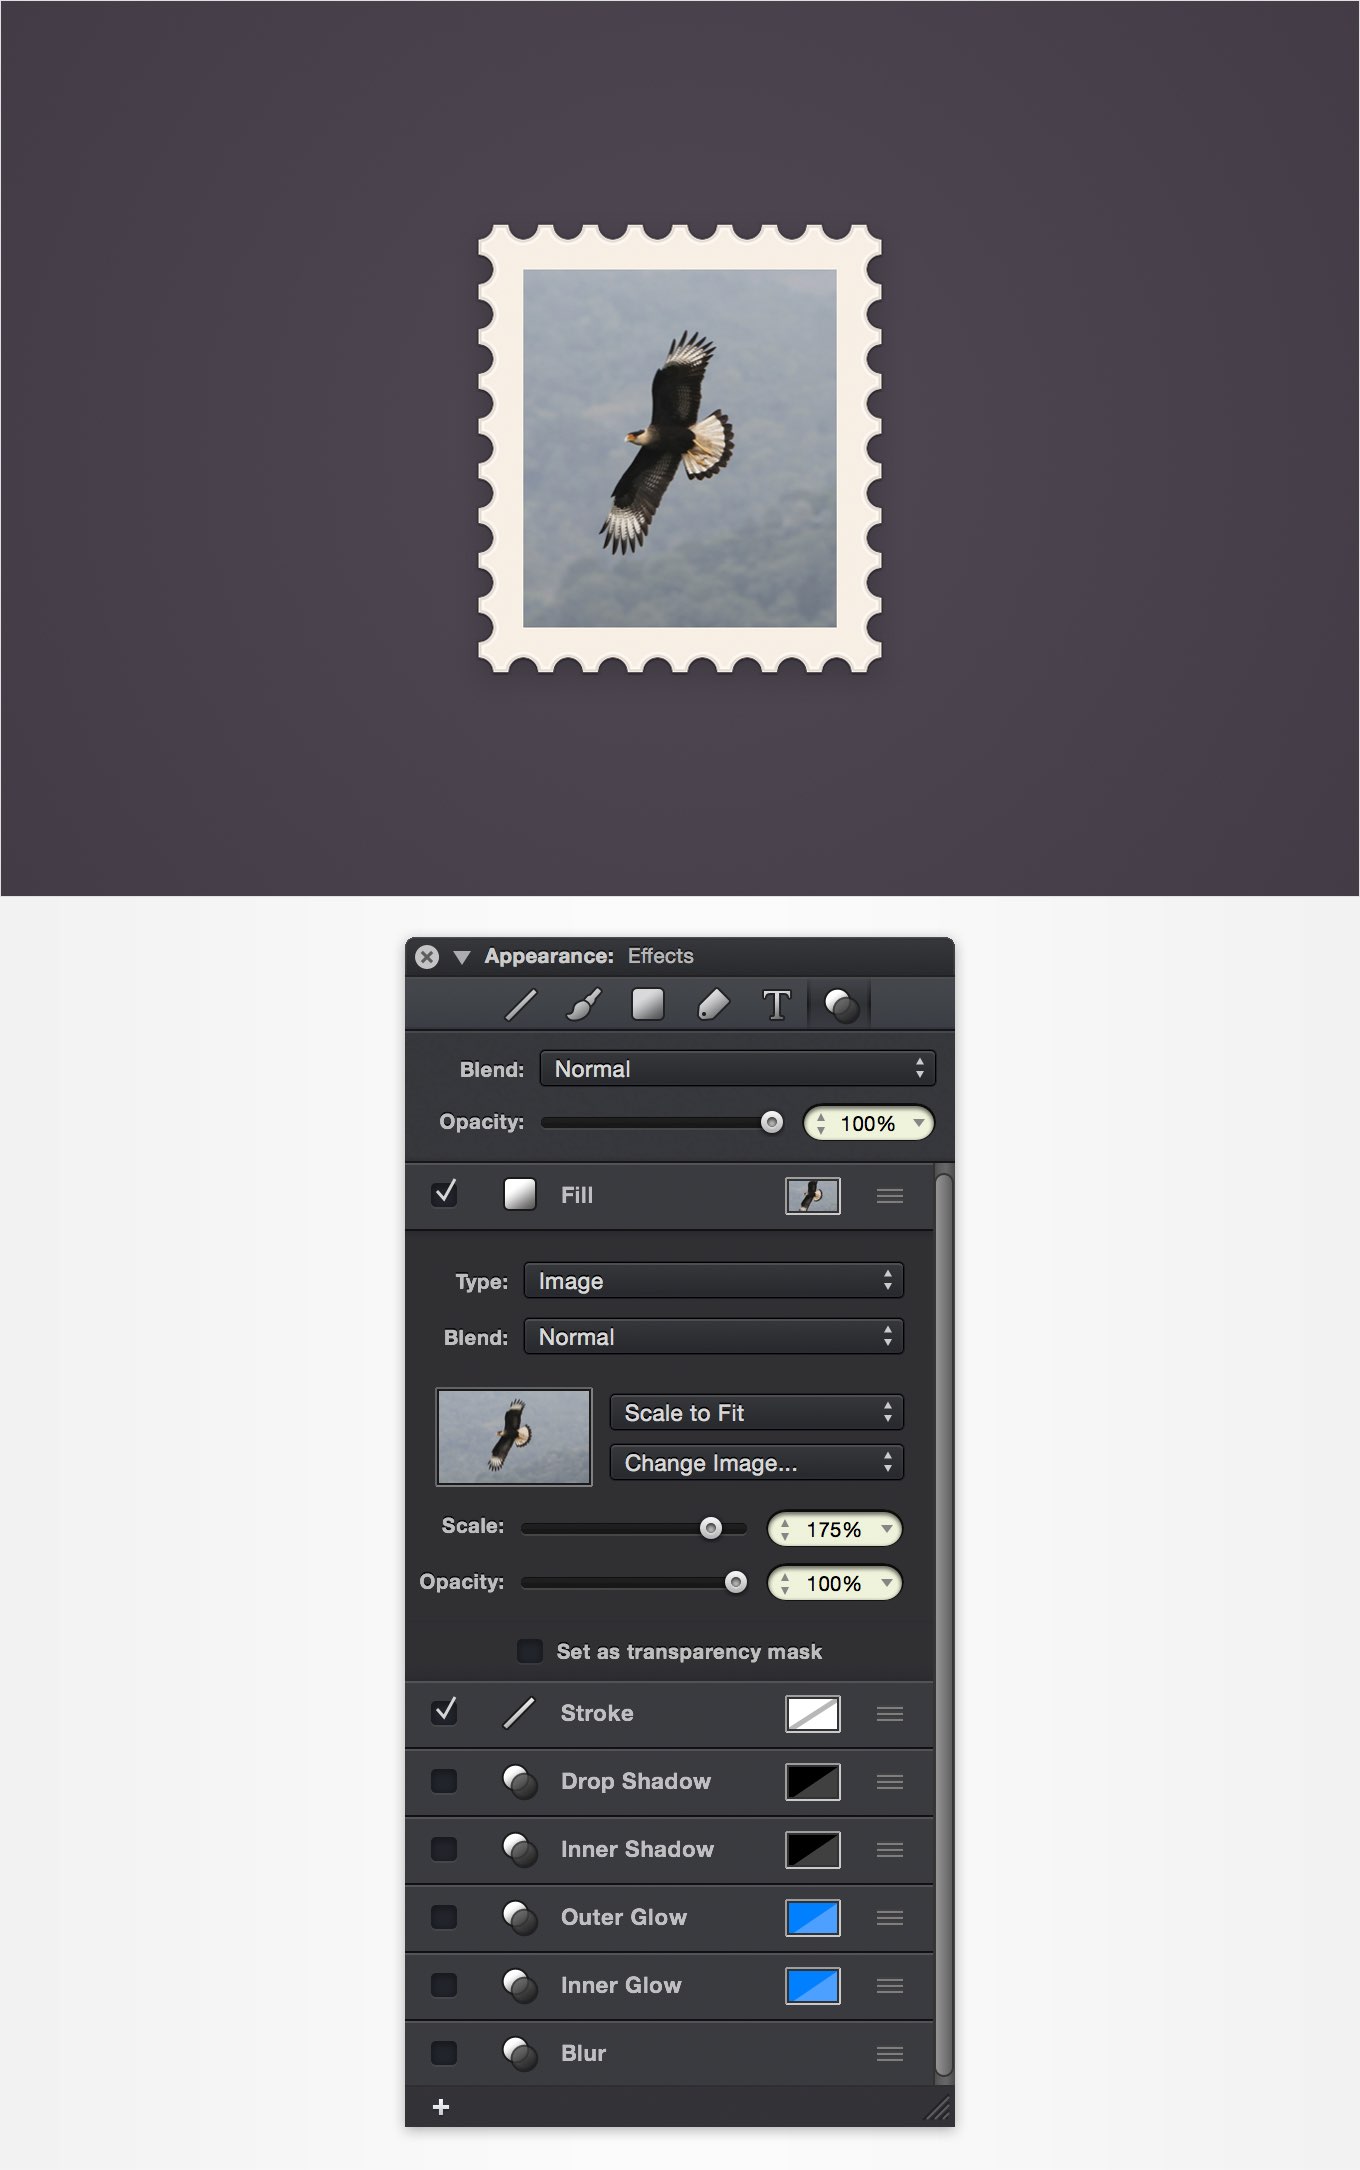 Appearance: Effects
T
Blend: Normal
Opacity: 100%
Fill
Type: Image
Blend: Normal
Scale to Fit
Change Image...
Scale: 175%
Opacity: 100%
Set as transparency mask
Stroke
Drop Shadow
Inner Shadow
Outer Glow
Inner Glow
Blur
+